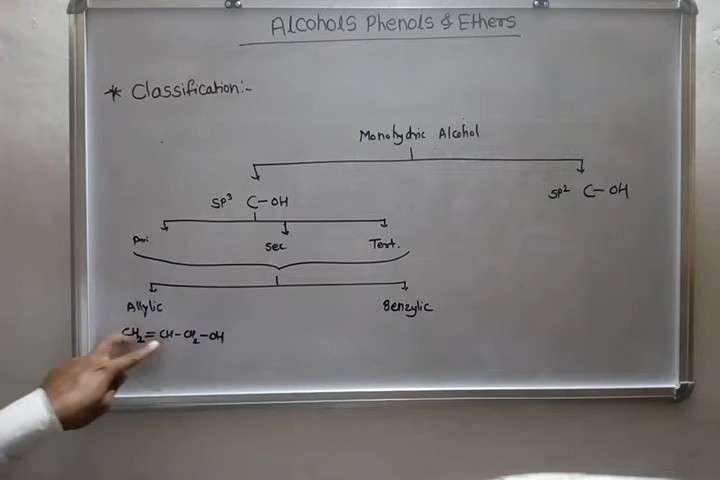 Alcohols Phenols & Ethers
* Classification:-
Monohydric Alcohol
SP³ C-OH
SP² C-OH
Pri. Sec Tert.
Allylic Benzylic
CH₂=CH-CH₂-OH